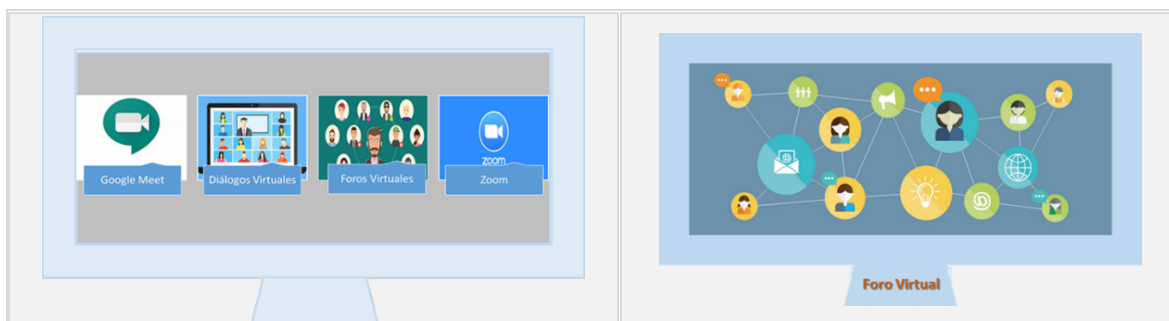 zoom
Google Meet
Diálogos Virtuales
Foros Virtuales
Zoom
@
@
Foro Virtual